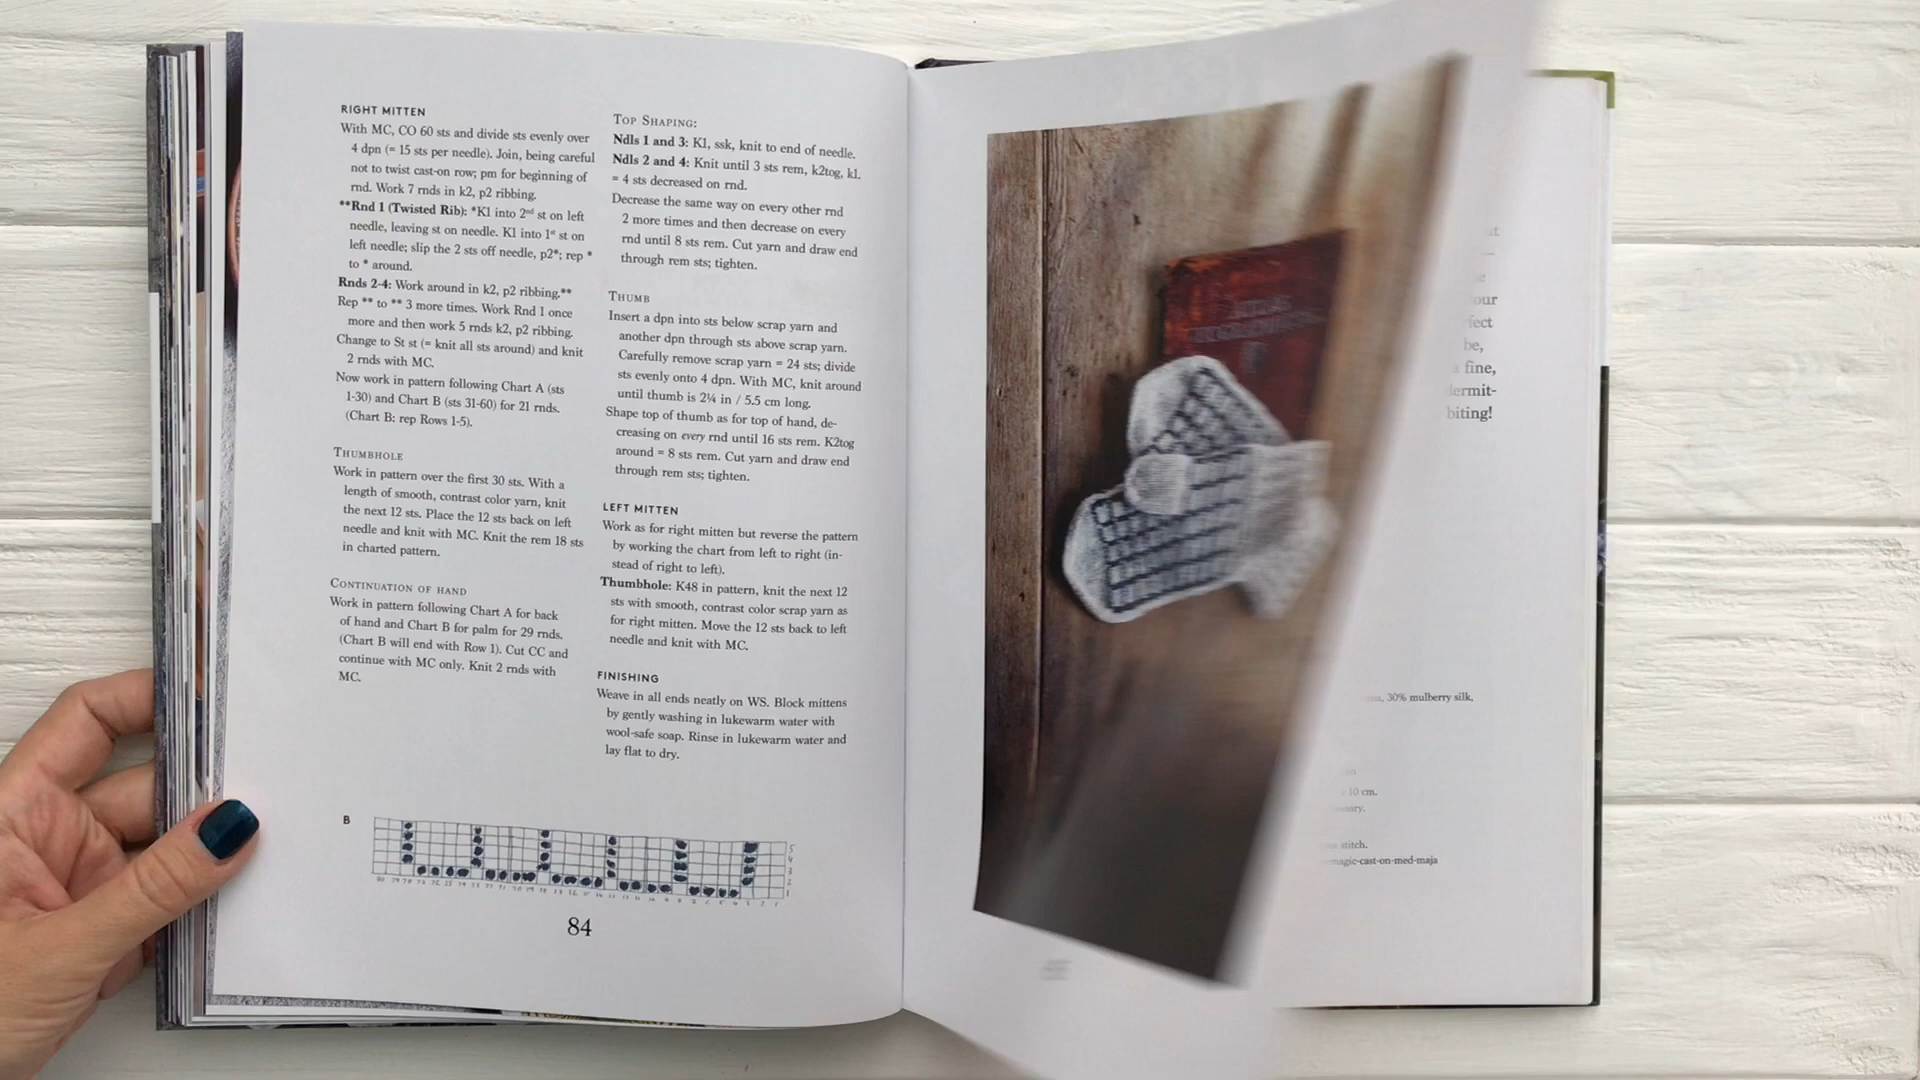 RIGHT MITTEN
With MC, CO 60 sts and divide sts evenly over
4 dpn (= 15 sts per needle). Join, being careful
not to twist cast-on row; pm for beginning of
rnd. Work 7 rnds in k2, p2 ribbing.
**Rnd 1 (Twisted Rib): *K1 into 2nd st on left
needle, leaving st on needle. K1 into 1st st on
left needle; slip the 2 sts off needle, p2*; rep *
to * around.
Rnds 2-4: Work around in k2, p2 ribbing.**
Rep ** to ** 3 more times. Work Rnd 1 once
more and then work 5 rnds k2, p2 ribbing.
Change to St st (= knit all sts around) and knit
2 rnds with MC.
Now work in pattern following Chart A (sts
1-30) and Chart B (sts 31-60) for 21 rnds.
(Chart B: rep Rows 1-5).
THUMBHOLE
Work in pattern over the first 30 sts. With a
length of smooth, contrast color yarn, knit
the next 12 sts. Place the 12 sts back on left
needle and knit with MC. Knit the rem 18 sts
in charted pattern.
CONTINUATION OF HAND
Work in pattern following Chart A for back
of hand and Chart B for palm for 29 rnds.
(Chart B will end with Row 1). Cut CC and
continue with MC only. Knit 2 rnds with
MC.
TOP SHAPING:
Ndls 1 and 3: K1, ssk, knit to end of needle.
Ndls 2 and 4: Knit until 3 sts rem, k2tog, k1.
= 4 sts decreased on rnd.
Decrease the same way on every other rnd
2 more times and then decrease on every
rnd until 8 sts rem. Cut yarn and draw end
through rem sts; tighten.
THUMB
Insert a dpn into sts below scrap yarn and
another dpn through sts above scrap yarn.
Carefully remove scrap yarn = 24 sts; divide
sts evenly onto 4 dpn. With MC, knit around
until thumb is 2¼ in / 5.5 cm long.
Shape top of thumb as for top of hand, de-
creasing on every rnd until 16 sts rem. K2tog
around = 8 sts rem. Cut yarn and draw end
through rem sts; tighten.
LEFT MITTEN
Work as for right mitten but reverse the pattern
by working the chart from left to right (in-
stead of right to left).
Thumbhole: K48 in pattern, knit the next 12
sts with smooth, contrast color scrap yarn as
for right mitten. Move the 12 sts back to left
needle and knit with MC.
FINISHING
Weave in all ends neatly on WS. Block mittens
by gently washing in lukewarm water with
wool-safe soap. Rinse in lukewarm water and
lay flat to dry.
B
5
4
3
2
1
84
fine,
biting!
30% mulberry silk,
10 cm.
stitch.
magic-cast-on-med-maja